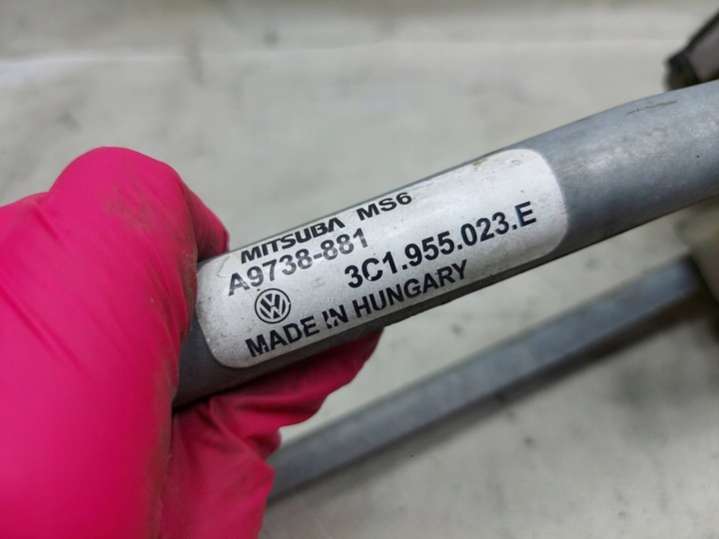 MITSUBA MS6
A9738-881
3C1.955.023.E
MADE IN HUNGARY